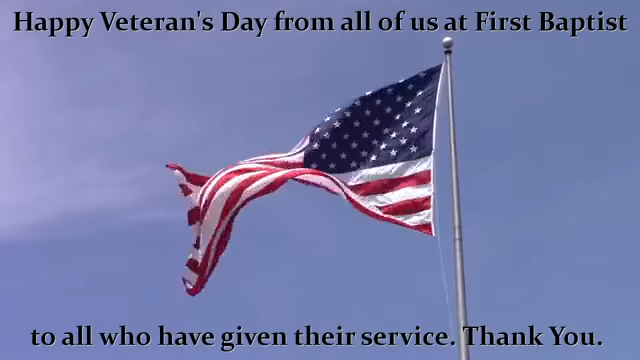 Happy Veteran's Day from all of us at First Baptist
to all who have given their service. Thank You.